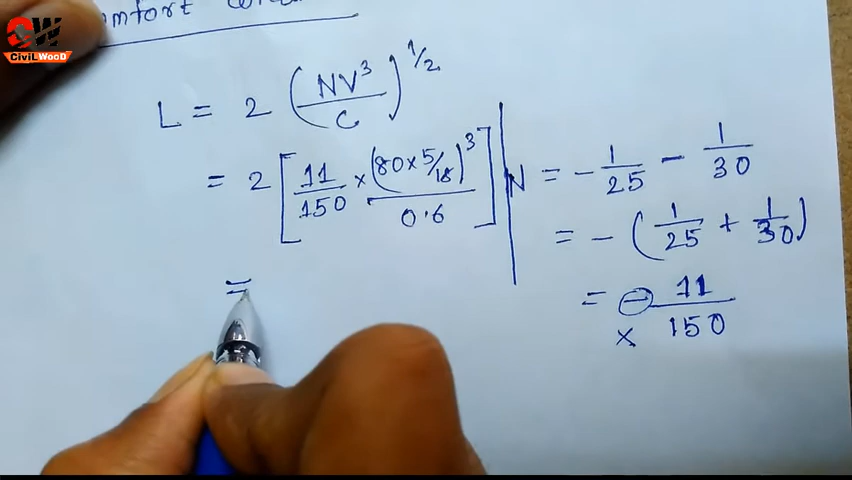 CW
CiviL WooD
mfort
L = 2 (NV³/C)^1/2
= 2 [11/150 × (80×5/18)³/0.6]
=
N = -1/25 - 1/30
= -(1/25 + 1/30)
= - 11/150
×